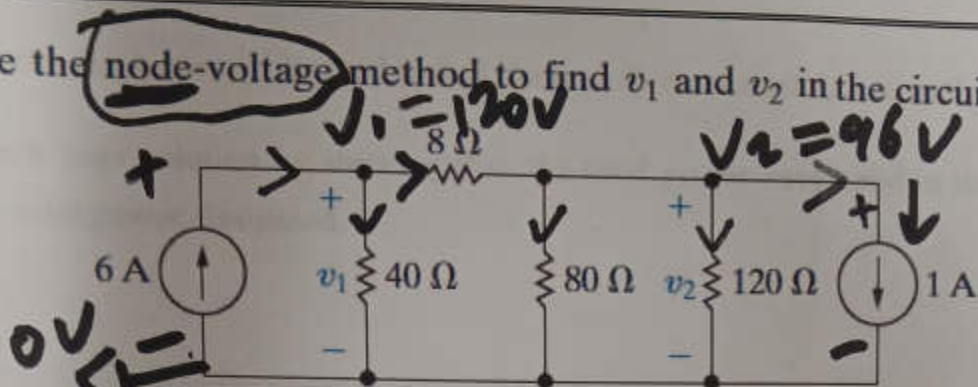 e the node-voltage method to find v₁ and v₂ in the circui
V₁ = 120V
8 Ω
V₂ = 96 V
+
+
+
+
6 A
v₁
40 Ω
80 Ω
v₂
120 Ω
1 A
0V
−
−
−
−